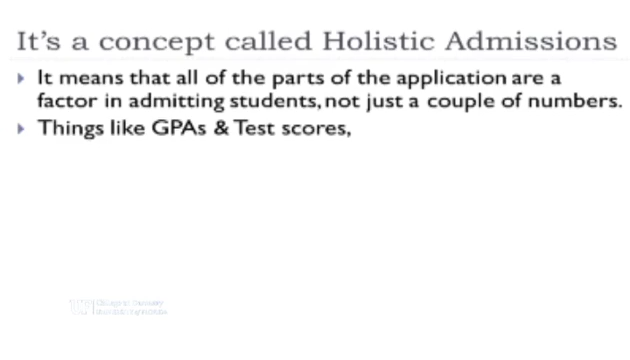 It's a concept called Holistic Admissions
It means that all of the parts of the application are a
factor in admitting students, not just a couple of numbers.
Things like GPAs & Test scores,